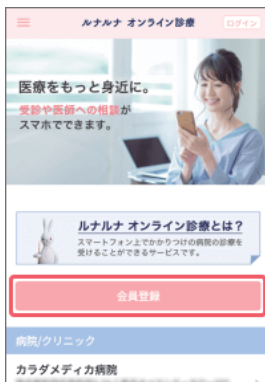 ルナルナ オンライン診療
ログイン
医療をもっと身近に。
受診や医師への相談が
スマホでできます。
ルナルナ オンライン診療とは？
スマートフォン上でかかりつけの病院の診療を
受けることができるサービスです。
会員登録
病院/クリニック
カラダメディカ病院